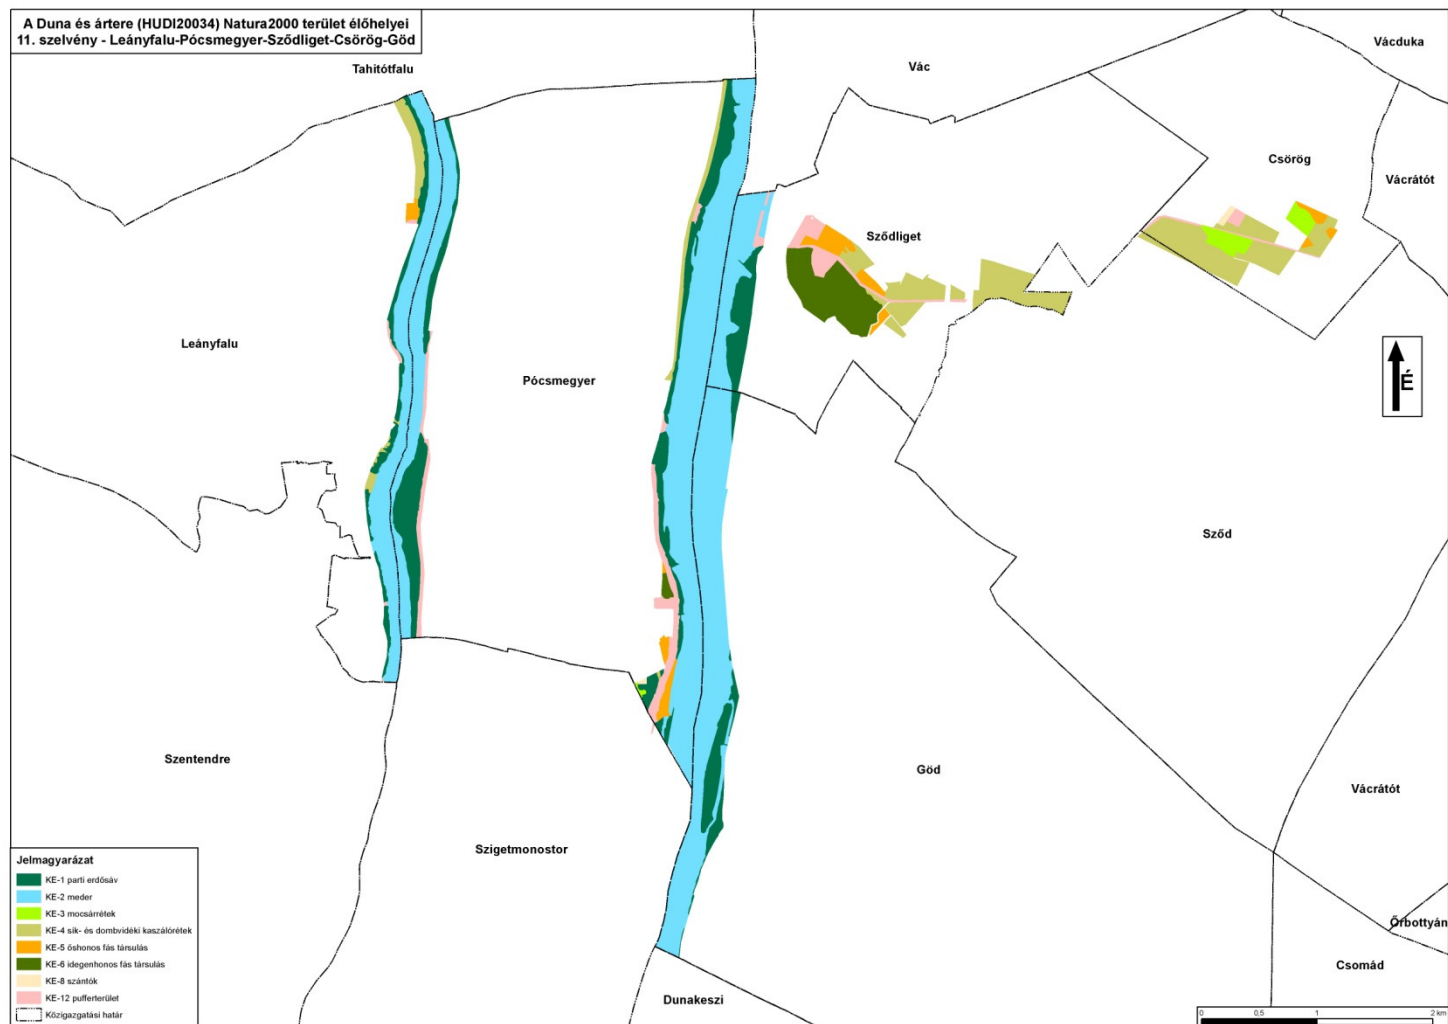 A Duna és ártere (HUDI20034) Natura2000 terület élőhelyei
11. szelvény - Leányfalu-Pócsmegyer-Sződliget-Csörög-Göd
Vácduka
Tahitótfalu
Vác
Csörög
Vácrátót
Sződliget
Leányfalu
Pócsmegyer
É
Sződ
Szentendre
Göd
Vácrátót
Szigetmonostor
Őrbottyán
Csomád
Dunakeszi
Jelmagyarázat
KE-1 parti erdősáv
KE-2 meder
KE-3 mocsárrétek
KE-4 sík- és dombvidéki kaszálórétek
KE-5 őshonos fás társulás
KE-6 idegenhonos fás társulás
KE-8 szántók
KE-12 pufferterület
Közigazgatási határ
0 0,5 1 2 km